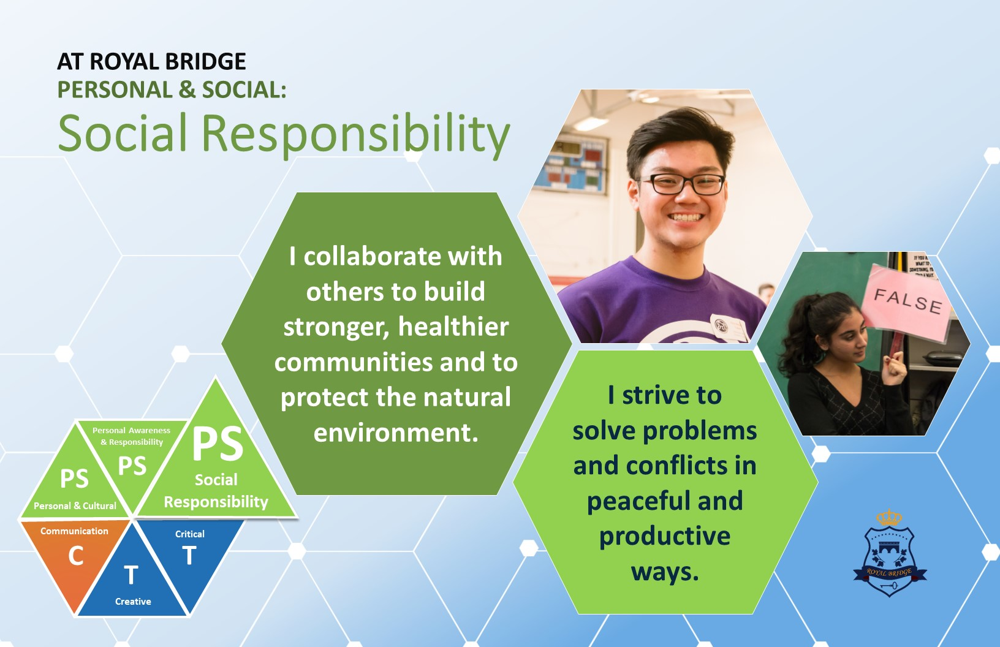 AT ROYAL BRIDGE
PERSONAL & SOCIAL:
Social Responsibility
I collaborate with
others to build
stronger, healthier
communities and to
protect the natural
environment.
FALSE
I strive to
solve problems
and conflicts in
peaceful and
productive
ways.
Personal Awareness
& Responsibility
PS
PS
Social
Responsibility
PS
Personal & Cultural
Communication
C
Critical
T
T
Creative
ROYAL BRIDGE